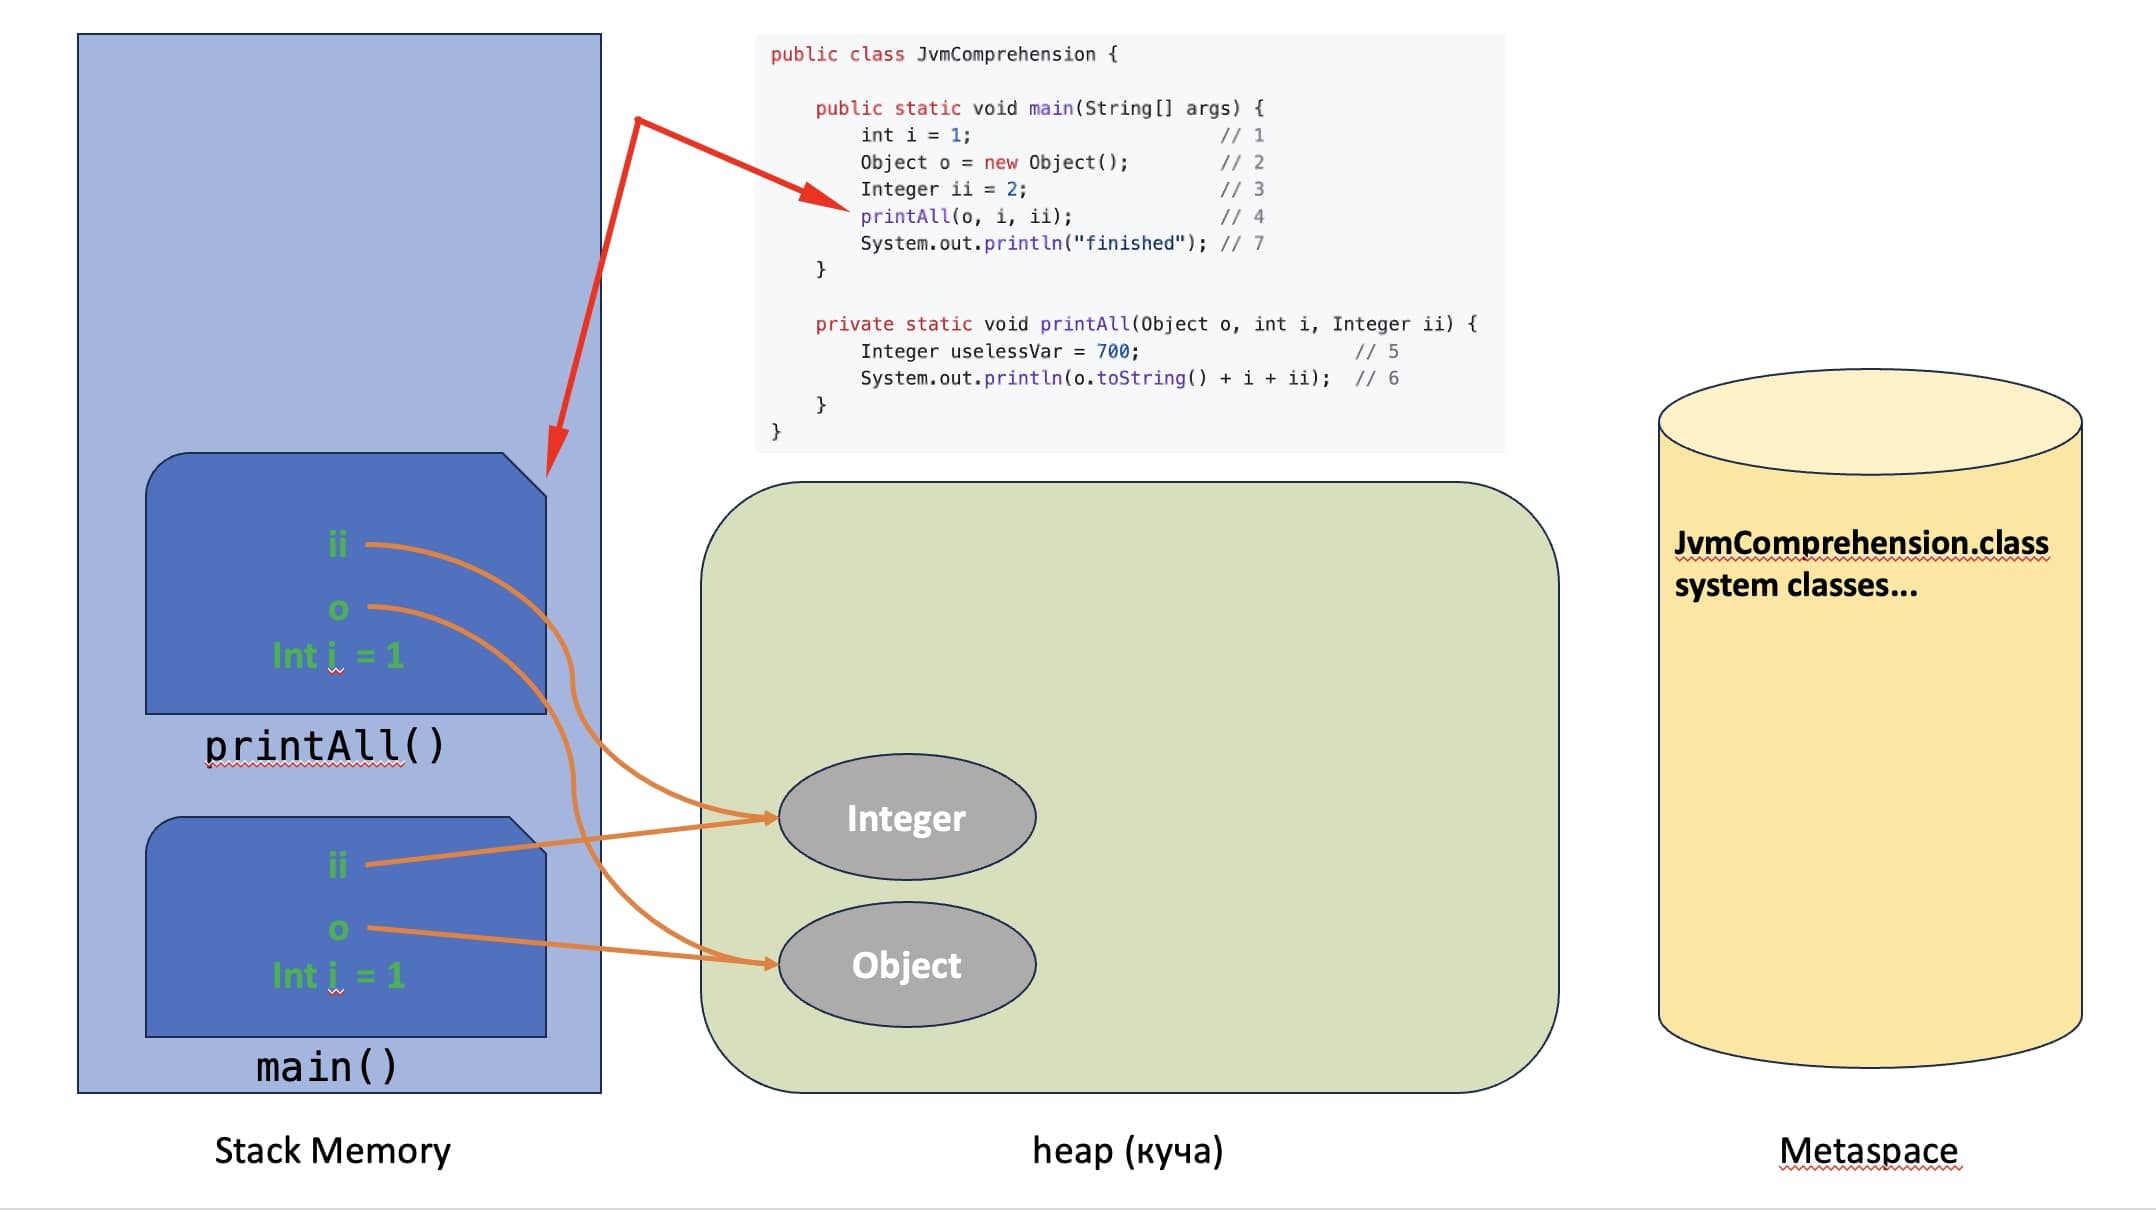 public class JvmComprehension {
public static void main(String[] args) {
int i = 1; // 1
Object o = new Object(); // 2
Integer ii = 2; // 3
printAll(o, i, ii); // 4
System.out.println("finished"); // 7
}
private static void printAll(Object o, int i, Integer ii) {
Integer uselessVar = 700; // 5
System.out.println(o.toString() + i + ii); // 6
}
}
ii
o
Int i = 1
printAll()
ii
o
Int i = 1
main()
Stack Memory
Integer
Object
heap (куча)
JvmComprehension.class
system classes...
Metaspace